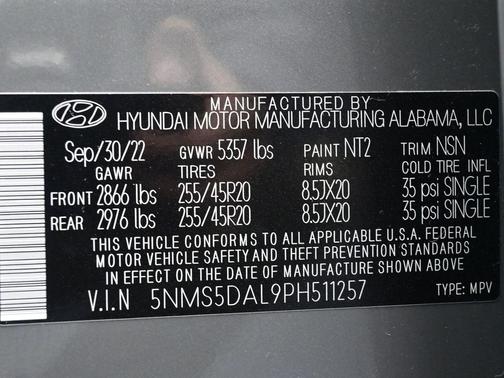 MANUFACTURED BY
HYUNDAI MOTOR MANUFACTURING ALABAMA, LLC
Sep/30/22 GVWR 5357 lbs PAINT NT2 TRIM NSN
GAWR TIRES RIMS COLD TIRE INFL
FRONT 2866 lbs 255/45R20 8.5JX20 35 psi SINGLE
REAR 2976 lbs 255/45R20 8.5JX20 35 psi SINGLE
THIS VEHICLE CONFORMS TO ALL APPLICABLE U.S.A. FEDERAL
MOTOR VEHICLE SAFETY AND THEFT PREVENTION STANDARDS
IN EFFECT ON THE DATE OF MANUFACTURE SHOWN ABOVE
V.I.N 5NMS5DAL9PH511257 TYPE: MPV